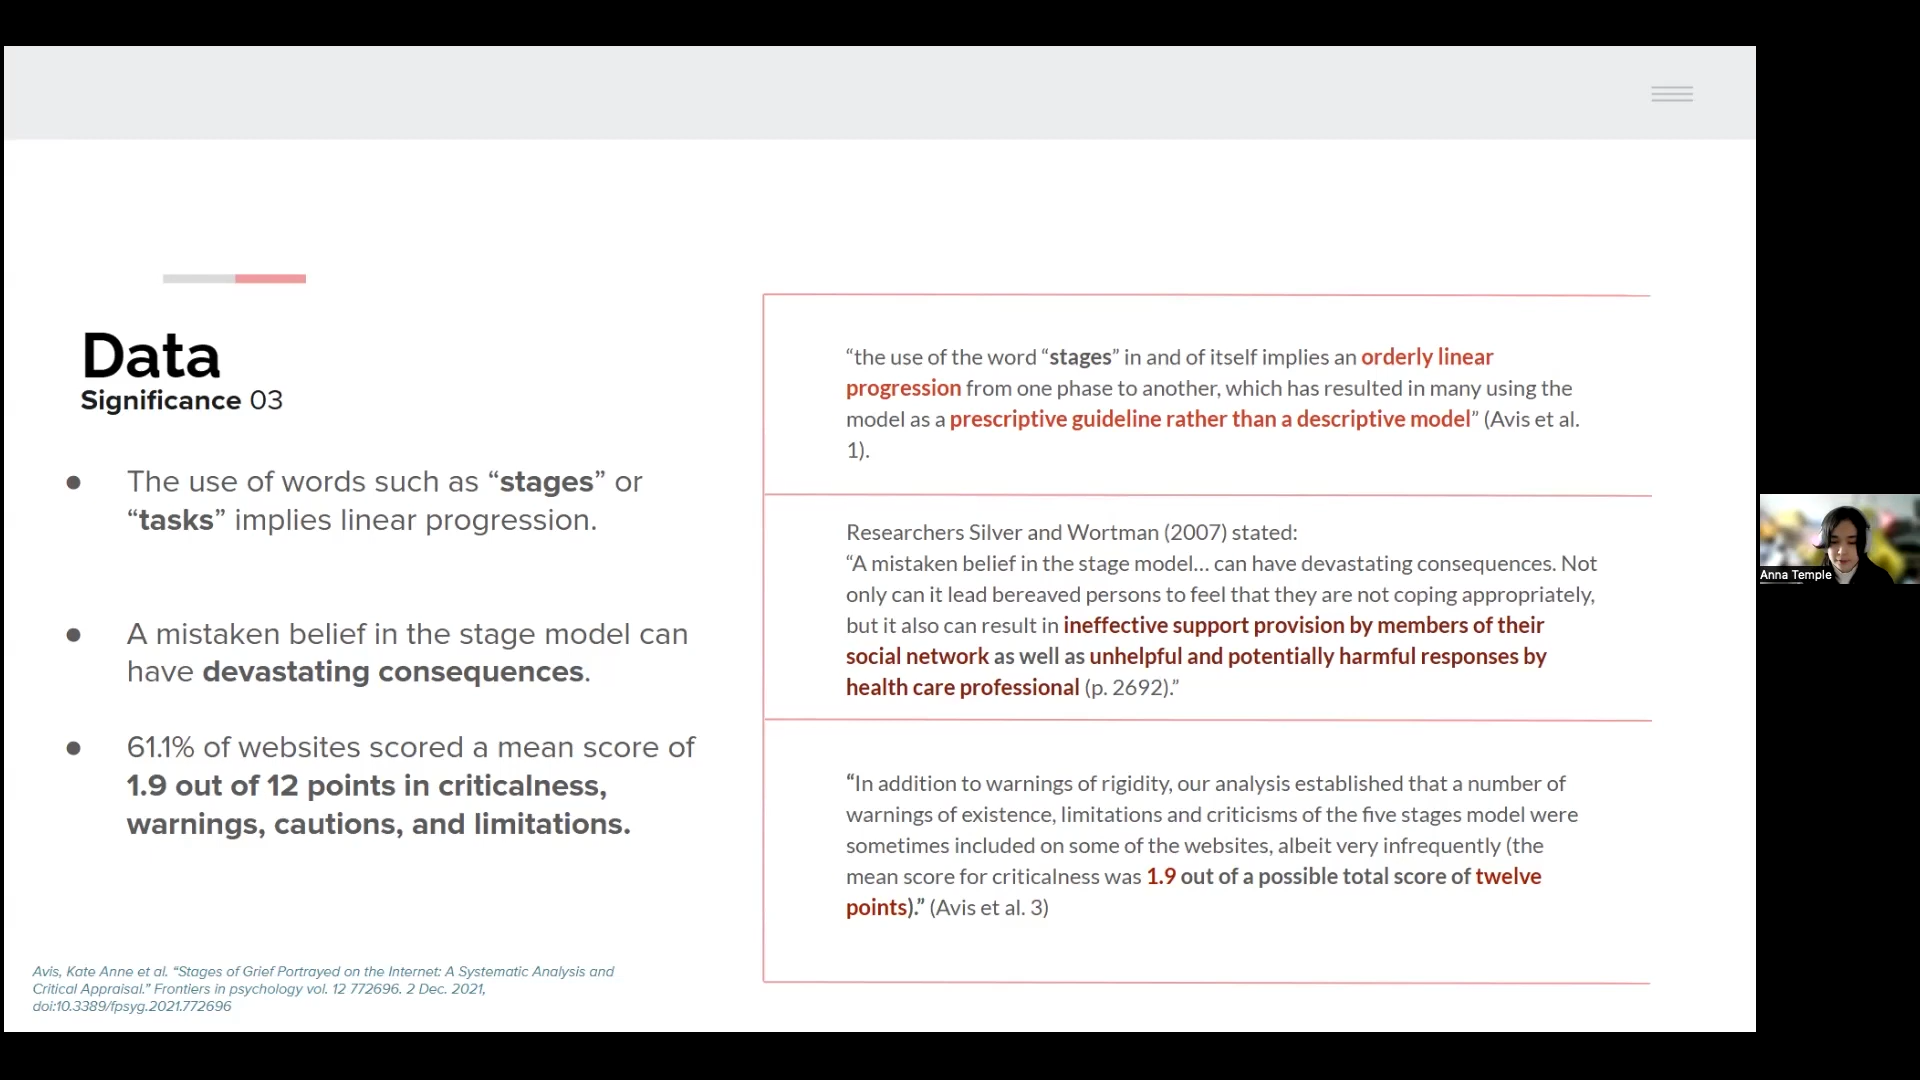 Data
Significance 03
● The use of words such as “stages” or
“tasks” implies linear progression.
● A mistaken belief in the stage model can
have devastating consequences.
● 61.1% of websites scored a mean score of
1.9 out of 12 points in criticalness,
warnings, cautions, and limitations.
Avis, Kate Anne et al. “Stages of Grief Portrayed on the Internet: A Systematic Analysis and
Critical Appraisal.” Frontiers in psychology vol. 12 772696. 2 Dec. 2021,
doi:10.3389/fpsyg.2021.772696
“the use of the word “stages” in and of itself implies an orderly linear
progression from one phase to another, which has resulted in many using the
model as a prescriptive guideline rather than a descriptive model” (Avis et al.
1).
Researchers Silver and Wortman (2007) stated:
“A mistaken belief in the stage model... can have devastating consequences. Not
only can it lead bereaved persons to feel that they are not coping appropriately,
but it also can result in ineffective support provision by members of their
social network as well as unhelpful and potentially harmful responses by
health care professional (p. 2692).”
“In addition to warnings of rigidity, our analysis established that a number of
warnings of existence, limitations and criticisms of the five stages model were
sometimes included on some of the websites, albeit very infrequently (the
mean score for criticalness was 1.9 out of a possible total score of twelve
points).” (Avis et al. 3)
Anna Temple